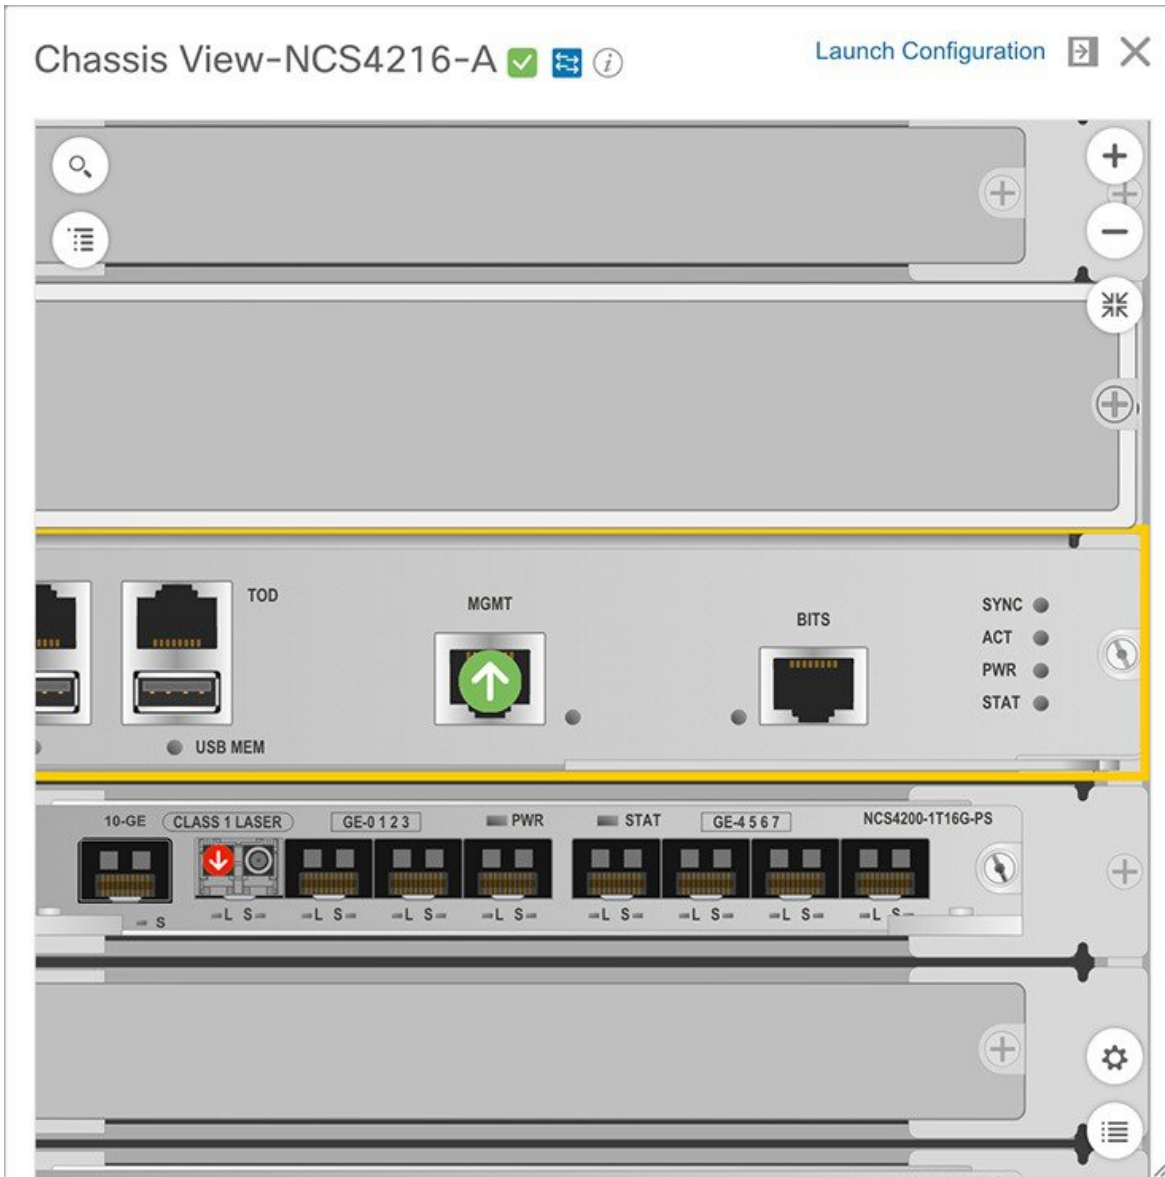 Chassis View-NCS4216-A
Launch Configuration
TOD
MGMT
BITS
SYNC
ACT
PWR
STAT
USB MEM
10-GE
CLASS 1 LASER
GE-0 1 2 3
PWR
STAT
GE-4 5 6 7
NCS4200-1T16G-PS
S
L S
L S
L S
L S
L S
L S
L S
L S